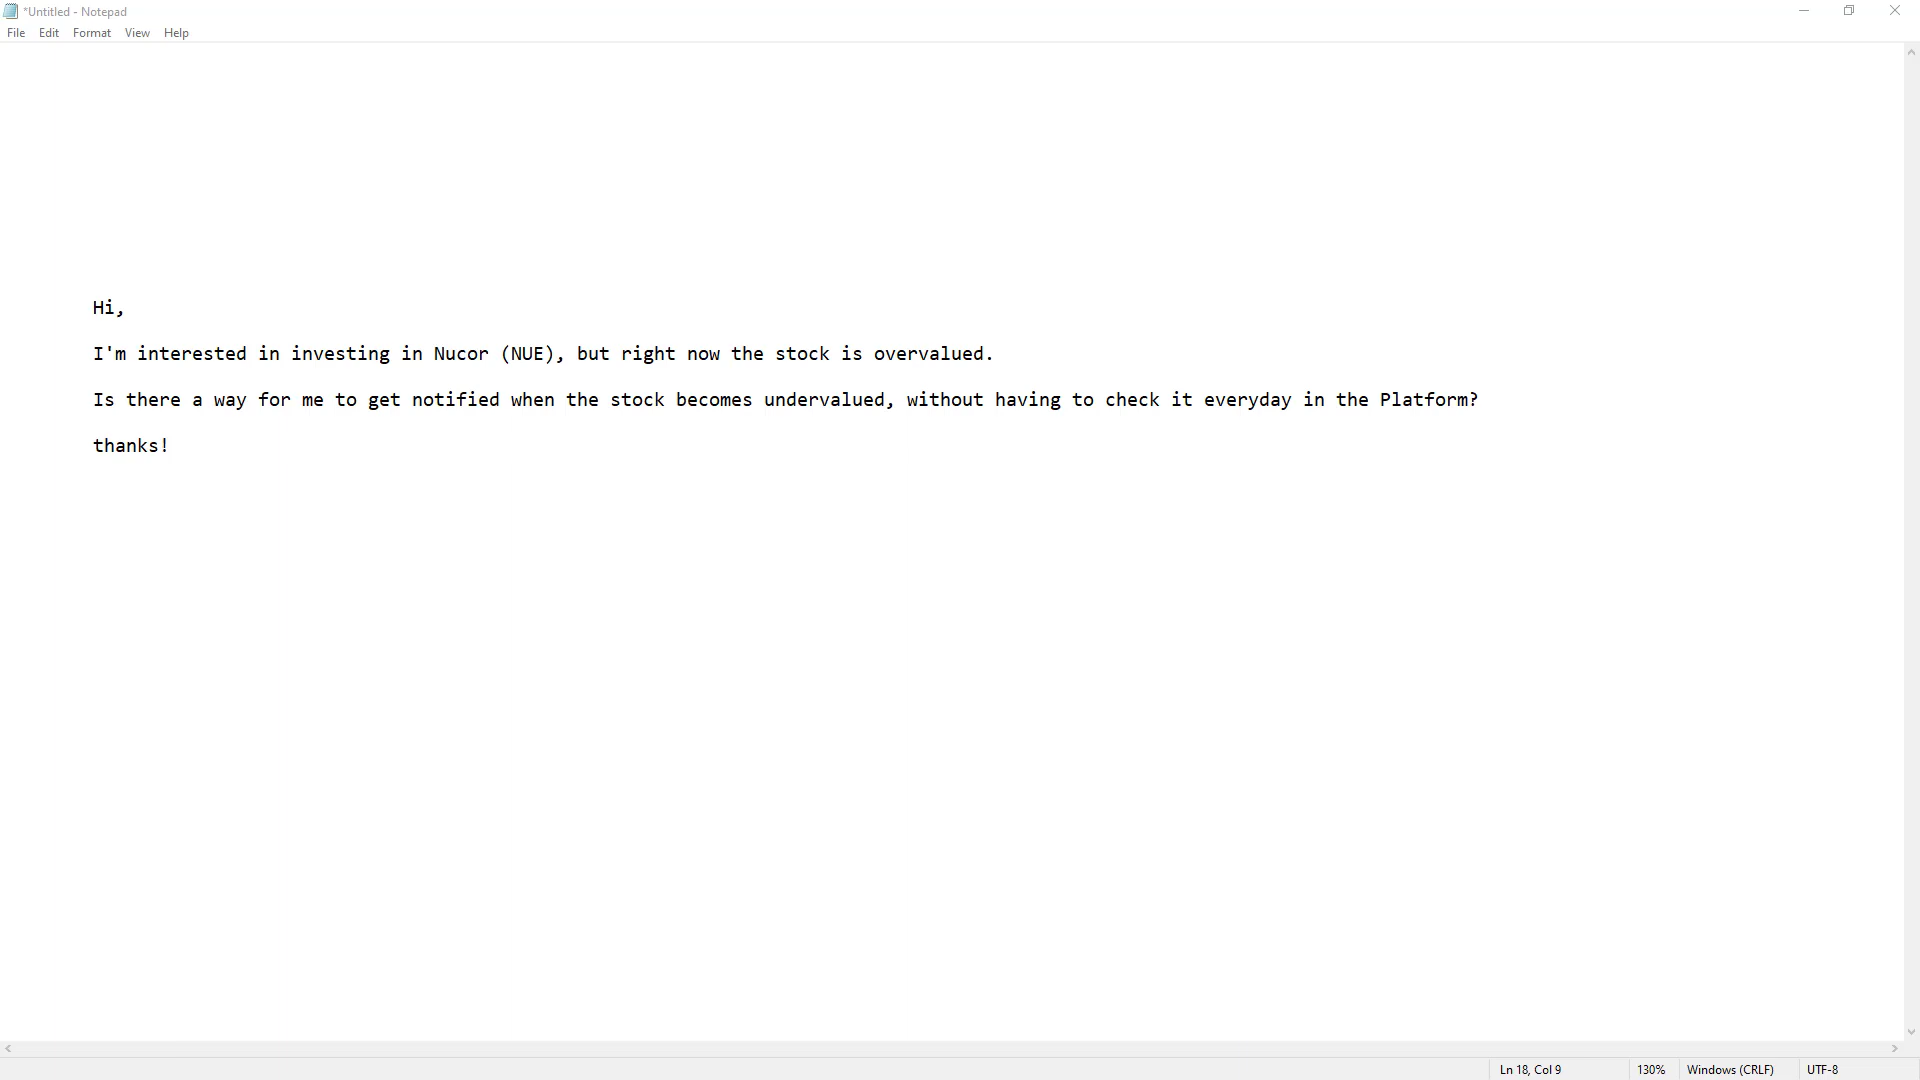 *Untitled - Notepad
File Edit Format View Help
Hi,
I'm interested in investing in Nucor (NUE), but right now the stock is overvalued.
Is there a way for me to get notified when the stock becomes undervalued, without having to check it everyday in the Platform?
thanks!
Ln 18, Col 9 130% Windows (CRLF) UTF-8